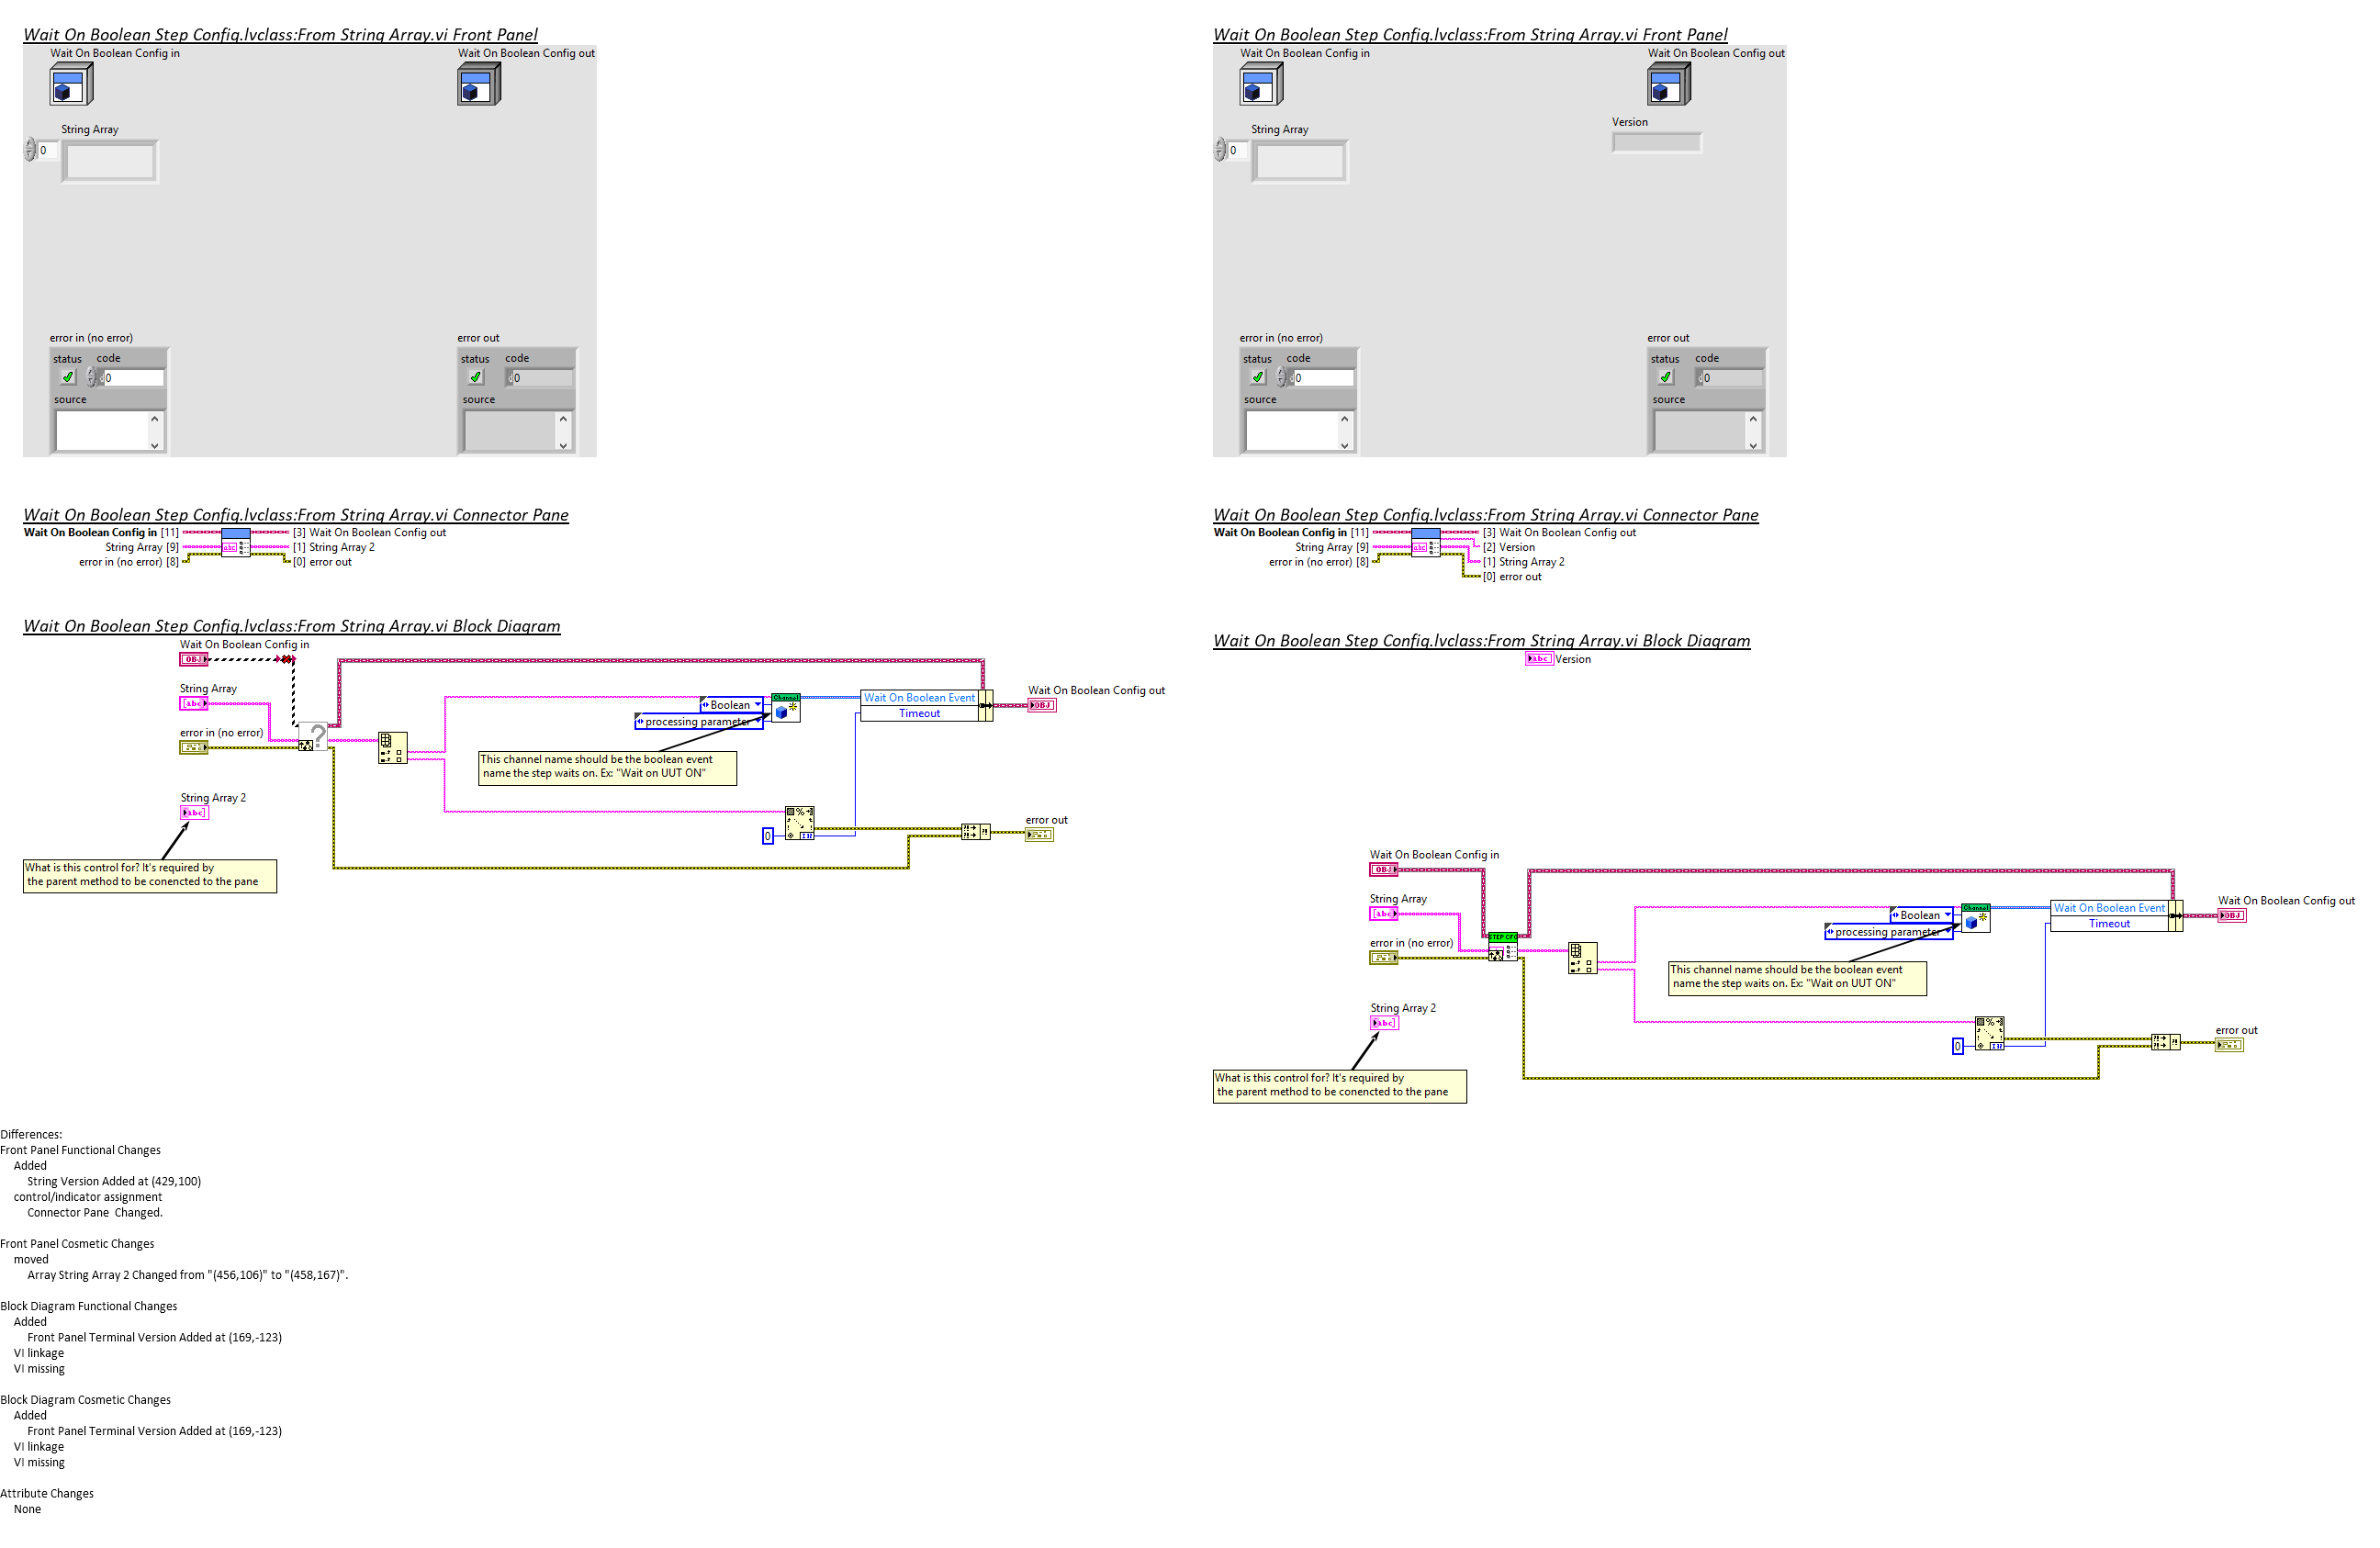 Wait On Boolean Step Config.lvclass:From String Array.vi Front Panel
Wait On Boolean Config in
Wait On Boolean Config out
String Array
0
error in (no error)
error out
status code
0
source
status code
0
source
Wait On Boolean Step Config.lvclass:From String Array.vi Connector Pane
Wait On Boolean Config in [11]
String Array [9]
error in (no error) [8]
abc
[3] Wait On Boolean Config out
[1] String Array 2
[0] error out
Wait On Boolean Step Config.lvclass:From String Array.vi Block Diagram
Wait On Boolean Config in
OBJ
String Array
[abc]
error in (no error)
?
String Array 2
[abc]
What is this control for? It's required by
the parent method to be conencted to the pane
Boolean
processing parameter
Channel
This channel name should be the boolean event
name the step waits on. Ex: "Wait on UUT ON"
0
Wait On Boolean Event
Timeout
Wait On Boolean Config out
OBJ
error out
Wait On Boolean Step Config.lvclass:From String Array.vi Front Panel
Wait On Boolean Config in
Wait On Boolean Config out
String Array
0
Version
error in (no error)
error out
status code
0
source
status code
0
source
Wait On Boolean Step Config.lvclass:From String Array.vi Connector Pane
Wait On Boolean Config in [11]
String Array [9]
error in (no error) [8]
abc
[3] Wait On Boolean Config out
[2] Version
[1] String Array 2
[0] error out
Wait On Boolean Step Config.lvclass:From String Array.vi Block Diagram
abc Version
Wait On Boolean Config in
OBJ
String Array
[abc]
error in (no error)
STEP CFG
String Array 2
[abc]
What is this control for? It's required by
the parent method to be conencted to the pane
Boolean
processing parameter
Channel
This channel name should be the boolean event
name the step waits on. Ex: "Wait on UUT ON"
0
Wait On Boolean Event
Timeout
Wait On Boolean Config out
OBJ
error out
Differences:
Front Panel Functional Changes
Added
String Version Added at (429,100)
control/indicator assignment
Connector Pane  Changed.
Front Panel Cosmetic Changes
moved
Array String Array 2 Changed from "(456,106)" to "(458,167)".
Block Diagram Functional Changes
Added
Front Panel Terminal Version Added at (169,-123)
VI linkage
VI missing
Block Diagram Cosmetic Changes
Added
Front Panel Terminal Version Added at (169,-123)
VI linkage
VI missing
Attribute Changes
None